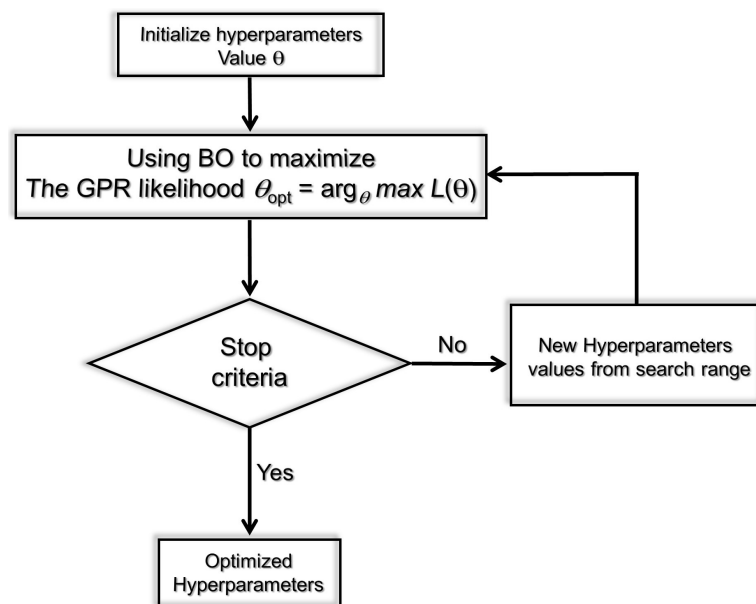 Initialize hyperparameters
Value θ
Using BO to maximize
The GPR likelihood θopt = argθ max L(θ)
Stop
criteria
No
New Hyperparameters
values from search range
Yes
Optimized
Hyperparameters